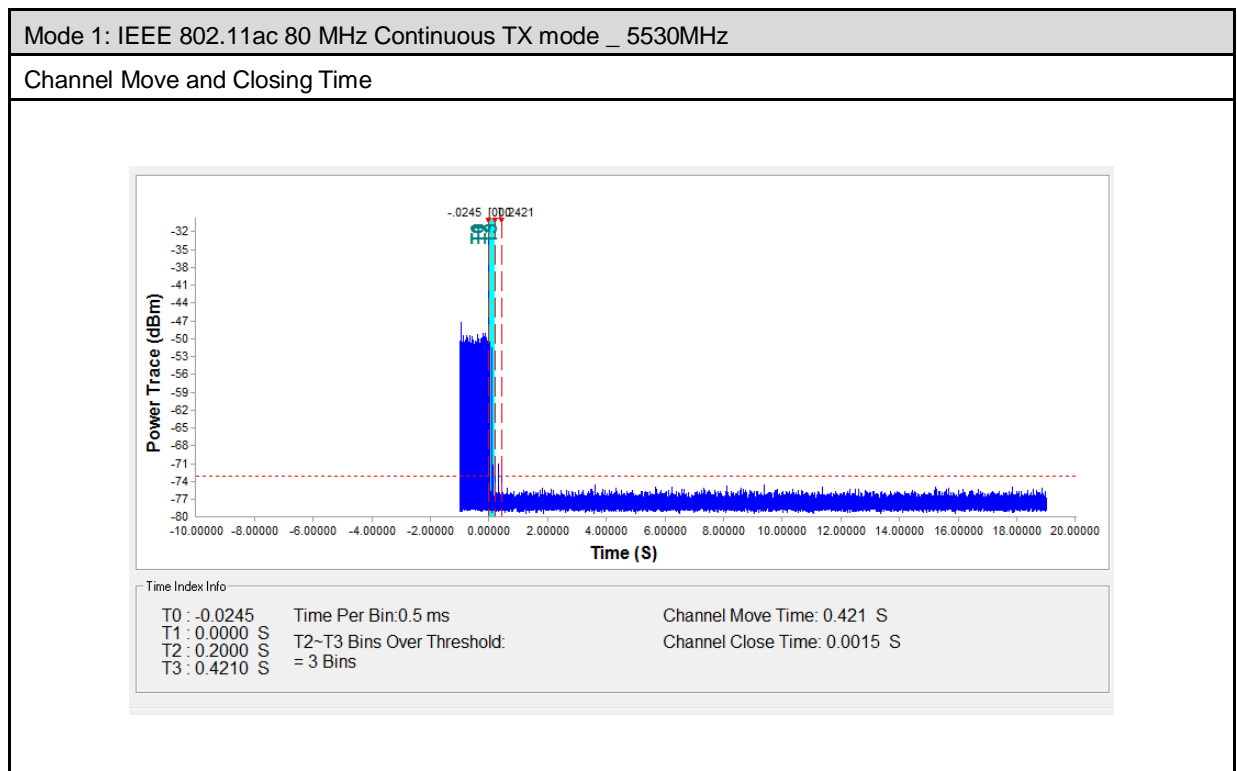 Mode 1: IEEE 802.11ac 80 MHz Continuous TX mode _ 5530MHz
Channel Move and Closing Time
-.0245
2421
-32
-35
-38
-41
-44
-47
-50
-53
-56
-59
-62
-65
-68
-71
-74
-77
-80
Power Trace (dBm)
-10.00000 -8.00000 -6.00000 -4.00000 -2.00000 0.00000 2.00000 4.00000 6.00000 8.00000 10.00000 12.00000 14.00000 16.00000 18.00000 20.00000
Time (S)
Time Index Info
T0 : -0.0245
T1 : 0.0000 S
T2 : 0.2000 S
T3 : 0.4210 S
Time Per Bin:0.5 ms
T2~T3 Bins Over Threshold:
= 3 Bins
Channel Move Time: 0.421 S
Channel Close Time: 0.0015 S